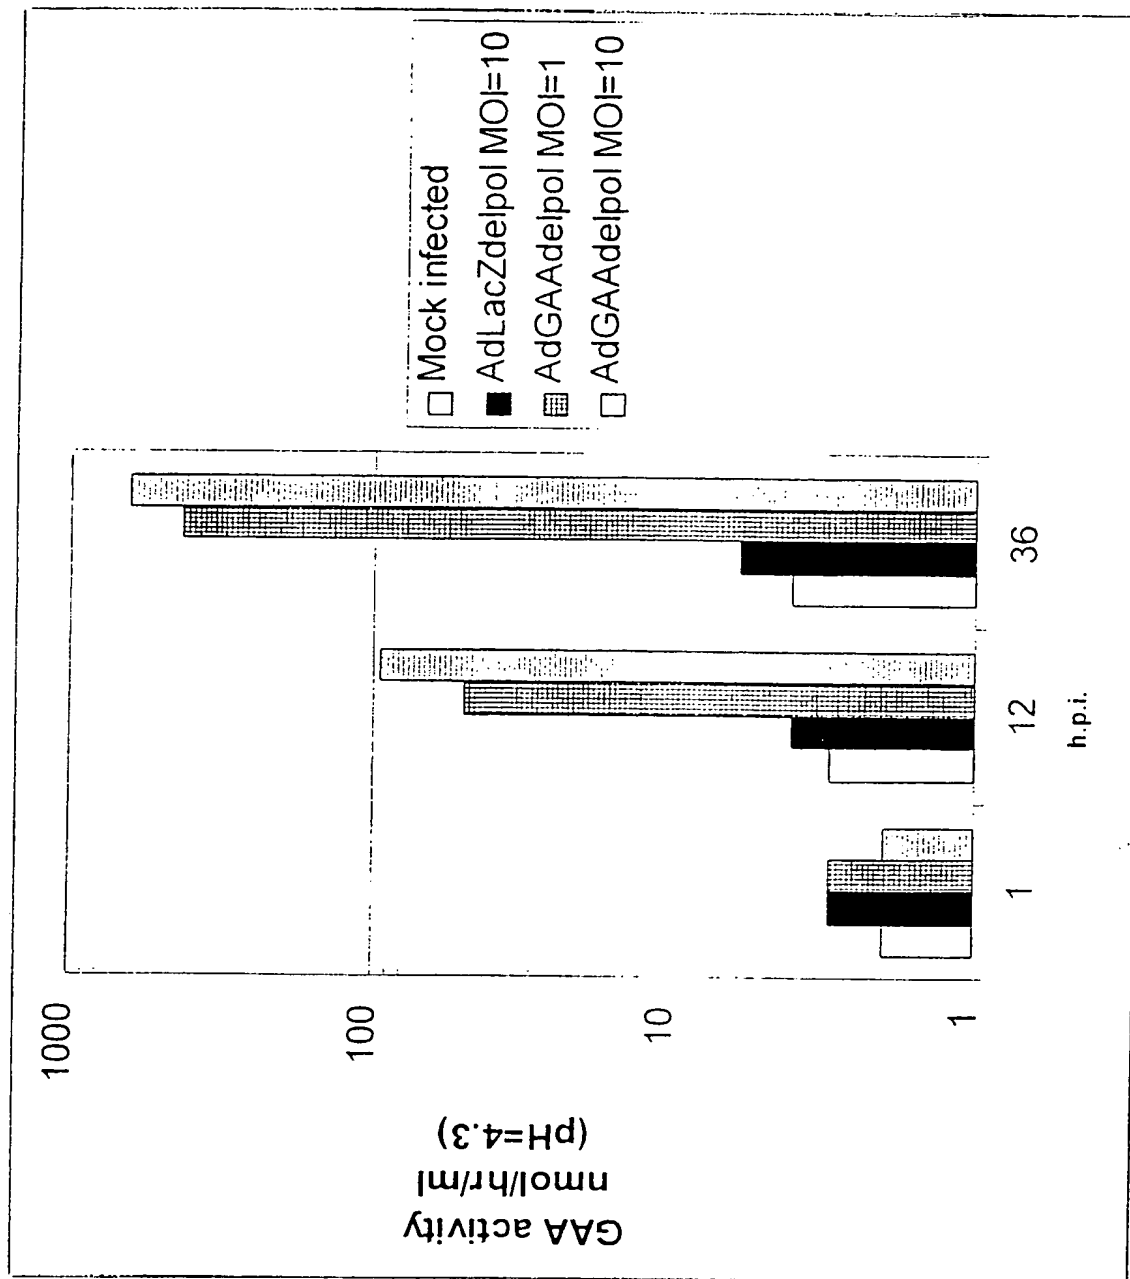 GAA activity
nmol/hr/ml
(pH=4.3)
1000
100
10
1
1
12
36
h.p.i.
Mock infected
AdLacZdelpol MOI=10
AdGAAdelpol MOI=1
AdGAAdelpol MOI=10